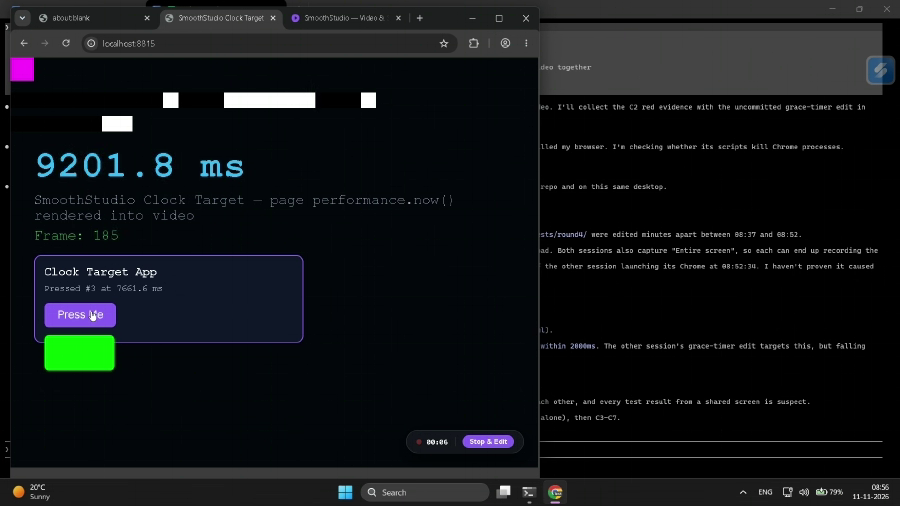 about:blank
SmoothStudio Clock Target
SmoothStudio — Video &
localhost:8815
9201.8 ms
SmoothStudio Clock Target — page performance.now()
rendered into video
Frame: 185
Clock Target App
Pressed #3 at 7661.6 ms
Press Me
00:06
Stop & Edit
deo together
deo. I'll collect the C2 red evidence with the uncommitted grace-timer edit in
lled my browser. I'm checking whether its scripts kill Chrome processes.
repo and on this same desktop.
sts/round4/ were edited minutes apart between 08:37 and 08:52.
ad. Both sessions also capture "Entire screen", so each can end up recording the
the other session launching its Chrome at 08:52:34. I haven't proven it caused
l).
within 2000ms. The other session's grace-timer edit targets this, but falling
ach other, and every test result from a shared screen is suspect.
alone), then C3-C7.
20°C
Sunny
Search
ENG
79%
08:56
11-11-2026